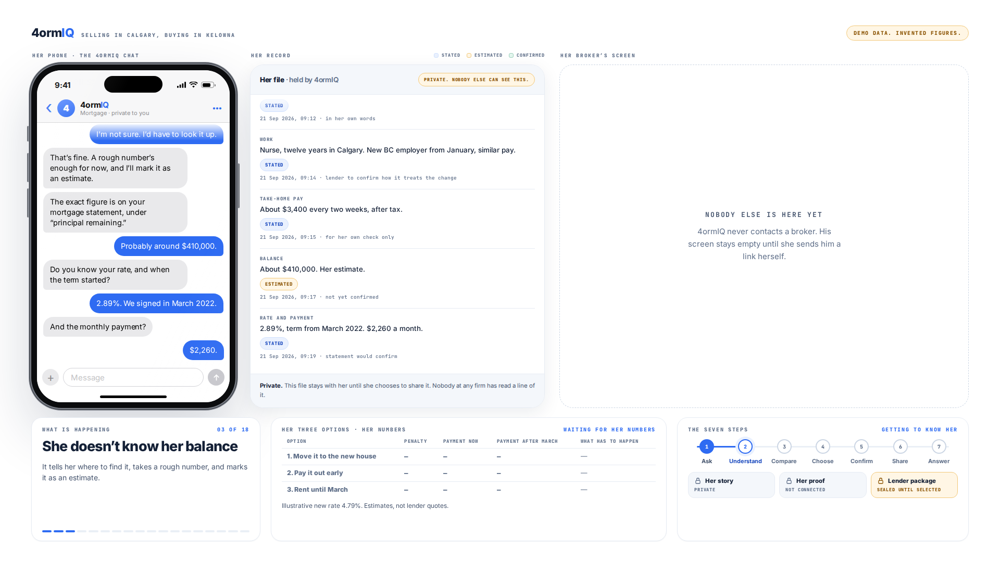 4ormIQ SELLING IN CALGARY, BUYING IN KELOWNA
DEMO DATA. INVENTED FIGURES.
HER PHONE · THE 4ORMIQ CHAT
9:41
4
4ormIQ
Mortgage · private to you
I’m not sure. I’d have to look it up.
That’s fine. A rough number’s
enough for now, and I’ll mark it as
an estimate.
The exact figure is on your
mortgage statement, under
“principal remaining.”
Probably around $410,000.
Do you know your rate, and when
the term started?
2.89%. We signed in March 2022.
And the monthly payment?
$2,260.
Message
HER RECORD
STATED ESTIMATED CONFIRMED
Her file · held by 4ormIQ
PRIVATE. NOBODY ELSE CAN SEE THIS.
STATED
21 Sep 2026, 09:12 · in her own words
WORK
Nurse, twelve years in Calgary. New BC employer from January, similar pay.
STATED
21 Sep 2026, 09:14 · lender to confirm how it treats the change
TAKE-HOME PAY
About $3,400 every two weeks, after tax.
STATED
21 Sep 2026, 09:15 · for her own check only
BALANCE
About $410,000. Her estimate.
ESTIMATED
21 Sep 2026, 09:17 · not yet confirmed
RATE AND PAYMENT
2.89%, term from March 2022. $2,260 a month.
STATED
21 Sep 2026, 09:19 · statement would confirm
Private. This file stays with her until she chooses to share it. Nobody at any firm has read a line of
it.
HER BROKER’S SCREEN
NOBODY ELSE IS HERE YET
4ormIQ never contacts a broker. His
screen stays empty until she sends him a
link herself.
WHAT IS HAPPENING 03 OF 18
She doesn’t know her balance
It tells her where to find it, takes a rough number, and marks
it as an estimate.
HER THREE OPTIONS · HER NUMBERS WAITING FOR HER NUMBERS
OPTION PENALTY PAYMENT NOW PAYMENT AFTER MARCH WHAT HAS TO HAPPEN
1. Move it to the new house – – – —
2. Pay it out early – – – —
3. Rent until March – – – —
Illustrative new rate 4.79%. Estimates, not lender quotes.
THE SEVEN STEPS GETTING TO KNOW HER
1 2 3 4 5 6 7
Ask Understand Compare Choose Confirm Share Answer
Her story
PRIVATE
Her proof
NOT CONNECTED
Lender package
SEALED UNTIL SELECTED